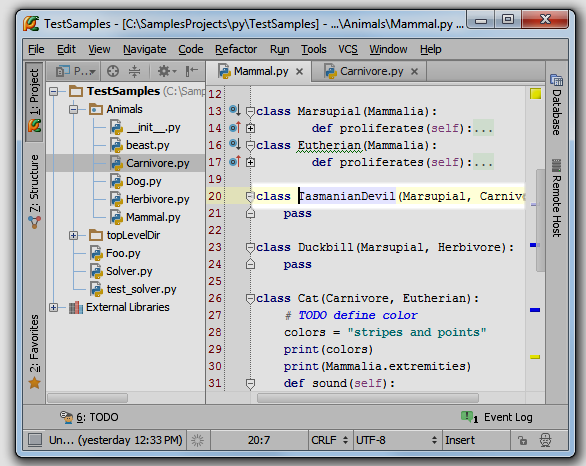 TestSamples - [C:\SamplesProjects\py\TestSamples] - ...\Animals\Mammal.py ...
File Edit View Navigate Code Refactor Run Tools VCS Window Help
1: Project
Z: Structure
2: Favorites
P...
TestSamples (C:\Samp
Animals
__init__.py
beast.py
Carnivore.py
Dog.py
Herbivore.py
Mammal.py
topLevelDir
Foo.py
Solver.py
test_solver.py
External Libraries
Mammal.py Carnivore.py
12
13 class Marsupial(Mammalia):
14 def proliferates(self):...
16 class Eutherian(Mammalia):
17 def proliferates(self):...
19
20 class TasmanianDevil(Marsupial, Carniv
21 pass
22
23 class Duckbill(Marsupial, Herbivore):
24 pass
25
26 class Cat(Carnivore, Eutherian):
27 # TODO define color
28 colors = "stripes and points"
29 print(colors)
30 print(Mammalia.extremities)
31 def sound(self):
Database
Remote Host
6: TODO
1 Event Log
Un... (yesterday 12:33 PM) 20:7 CRLF UTF-8 Insert